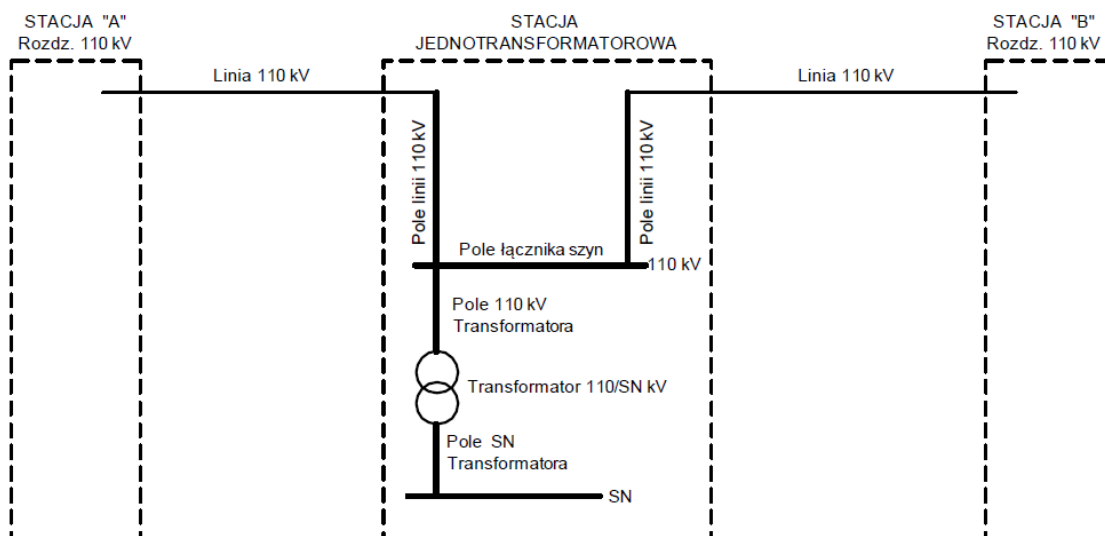 STACJA "A"
Rozdz. 110 kV
STACJA
JEDNOTRANSFORMATOROWA
STACJA "B"
Rozdz. 110 kV
Linia 110 kV
Linia 110 kV
Pole linii 110 kV
Pole linii 110 kV
Pole łącznika szyn
110 kV
Pole 110 kV
Transformatora
Transformator 110/SN kV
Pole SN
Transformatora
SN